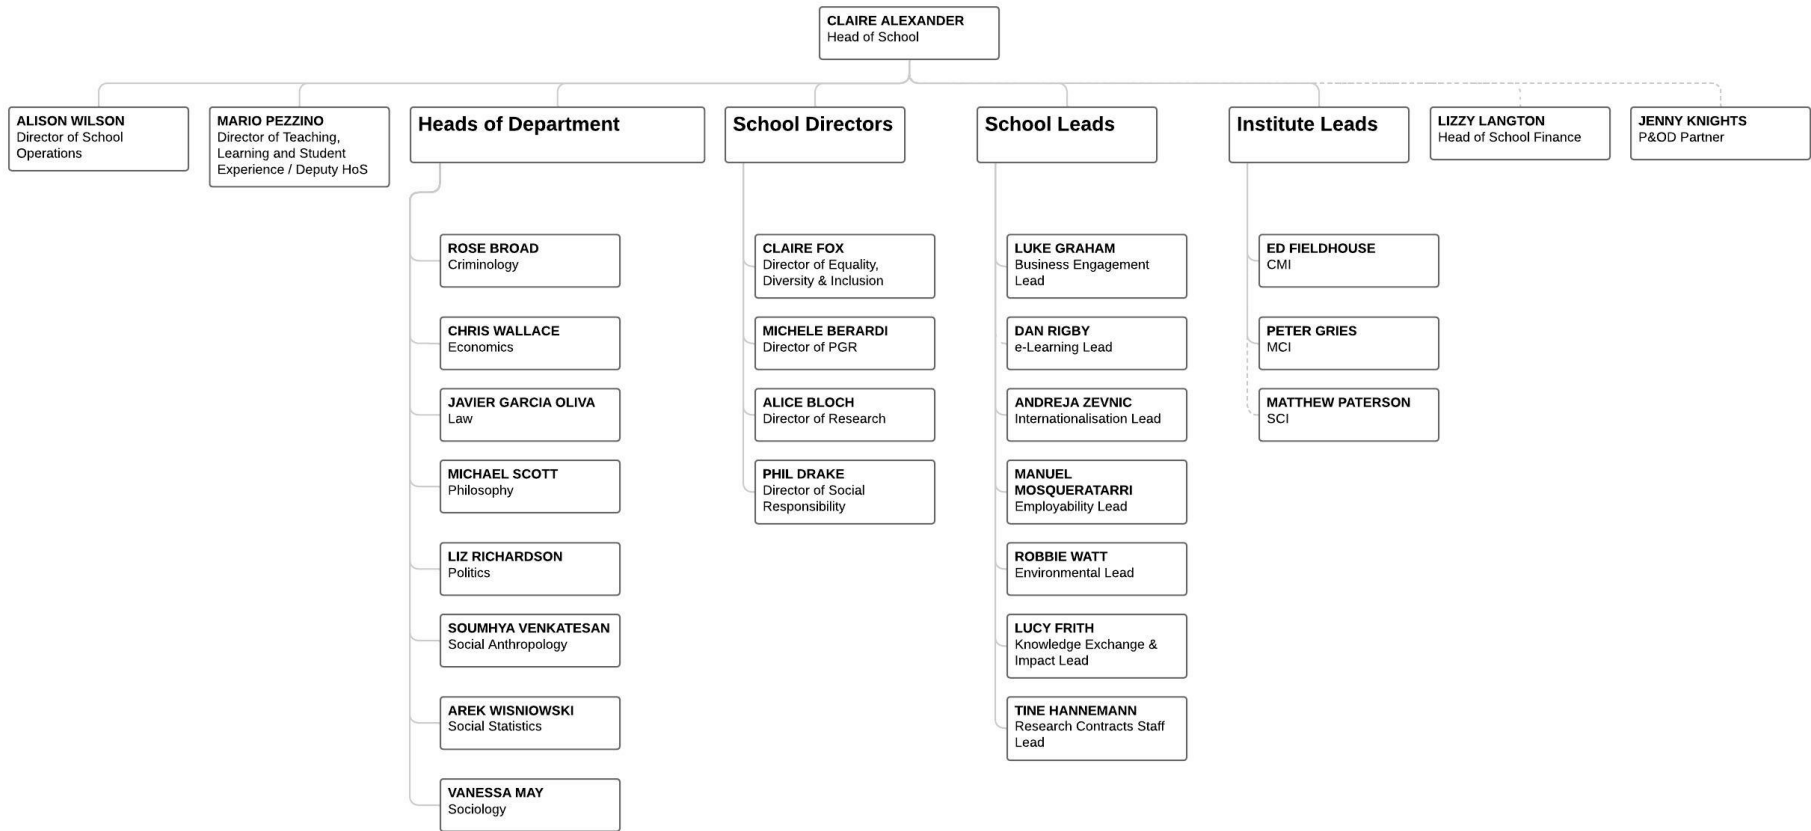 CLAIRE ALEXANDER
Head of School
ALISON WILSON
Director of School
Operations
MARIO PEZZINO
Director of Teaching,
Learning and Student
Experience / Deputy HoS
Heads of Department
School Directors
School Leads
Institute Leads
LIZZY LANGTON
Head of School Finance
JENNY KNIGHTS
P&OD Partner
ROSE BROAD
Criminology
CHRIS WALLACE
Economics
JAVIER GARCIA OLIVA
Law
MICHAEL SCOTT
Philosophy
LIZ RICHARDSON
Politics
SOUMHYA VENKATESAN
Social Anthropology
AREK WISNIOWSKI
Social Statistics
VANESSA MAY
Sociology
CLAIRE FOX
Director of Equality,
Diversity & Inclusion
MICHELE BERARDI
Director of PGR
ALICE BLOCH
Director of Research
PHIL DRAKE
Director of Social
Responsibility
LUKE GRAHAM
Business Engagement
Lead
DAN RIGBY
e-Learning Lead
ANDREJA ZEVNIC
Internationalisation Lead
MANUEL
MOSQUERATARRI
Employability Lead
ROBBIE WATT
Environmental Lead
LUCY FRITH
Knowledge Exchange &
Impact Lead
TINE HANNEMANN
Research Contracts Staff
Lead
ED FIELDHOUSE
CMI
PETER GRIES
MCI
MATTHEW PATERSON
SCI